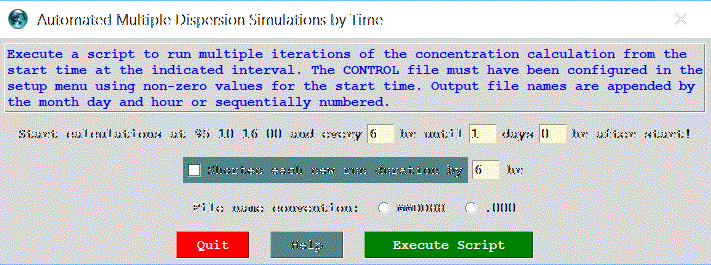 Automated Multiple Dispersion Simulations by Time
Execute a script to run multiple iterations of the concentration calculation from the
start time at the indicated interval. The CONTROL file must have been configured in the
setup menu using non-zero values for the start time. Output file names are appended by
the month day and hour or sequentially numbered.
Start calculations at 95 10 16 00 and every 6 hr until 1 days 0 hr after start!
Shorten each new run duration by 6 hr
File name convention: MMDDHH .000
Quit Help Execute Script